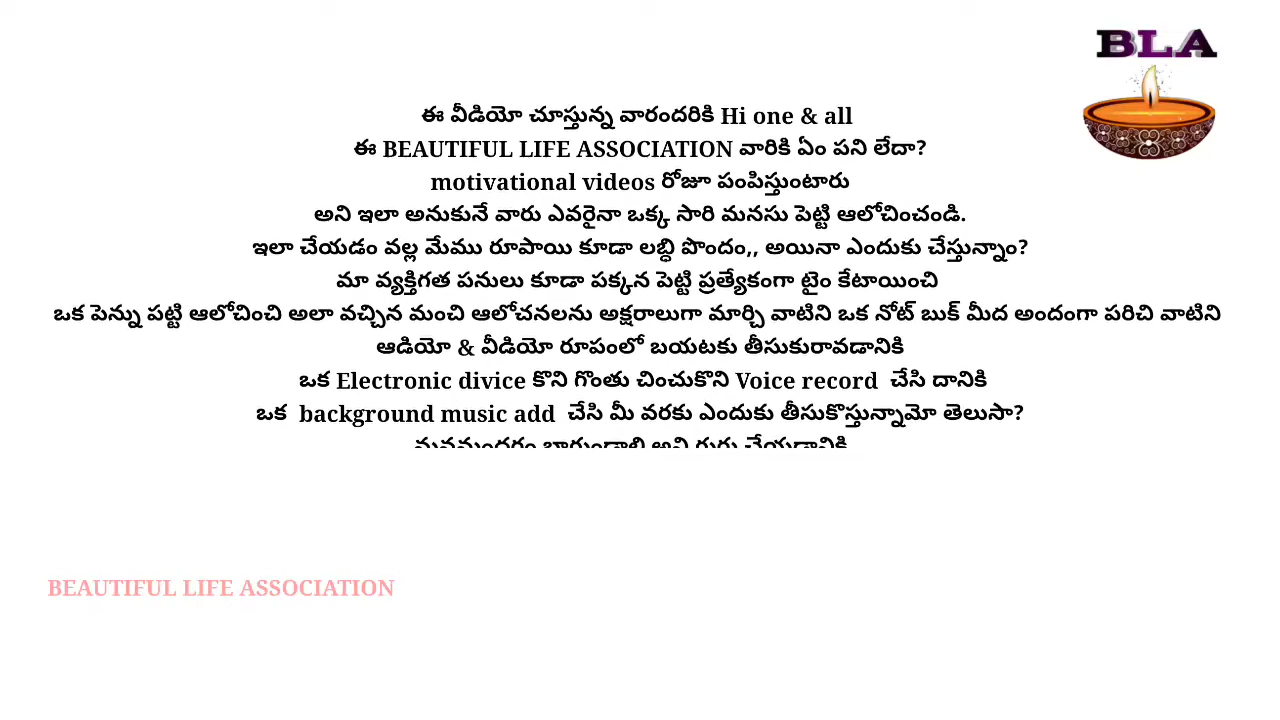 BLA
ఈ వీడియో చూస్తున్న వారందరికి Hi one & all
ఈ BEAUTIFUL LIFE ASSOCIATION వారికి ఏం పని లేదా?
motivational videos రోజూ పంపిస్తుంటారు
అని ఇలా అనుకునే వారు ఎవరైనా ఒక్క సారి మనసు పెట్టి ఆలోచించండి.
ఇలా చేయడం వల్ల మేము రూపాయి కూడా లబ్ధి పొందం,, అయినా ఎందుకు చేస్తున్నాం?
మా వ్యక్తిగత పనులు కూడా పక్కన పెట్టి ప్రత్యేకంగా టైం కేటాయించి
ఒక పెన్ను పట్టి ఆలోచించి అలా వచ్చిన మంచి ఆలోచనలను అక్షరాలుగా మార్చి వాటిని ఒక నోట్ బుక్ మీద అందంగా పరిచి వాటిని
ఆడియో & వీడియో రూపంలో బయటకు తీసుకురావడానికి
ఒక Electronic divice కొని గొంతు చించుకొని Voice record చేసి దానికి
ఒక background music add చేసి మీ వరకు ఎందుకు తీసుకొస్తున్నామో తెలుసా?
BEAUTIFUL LIFE ASSOCIATION